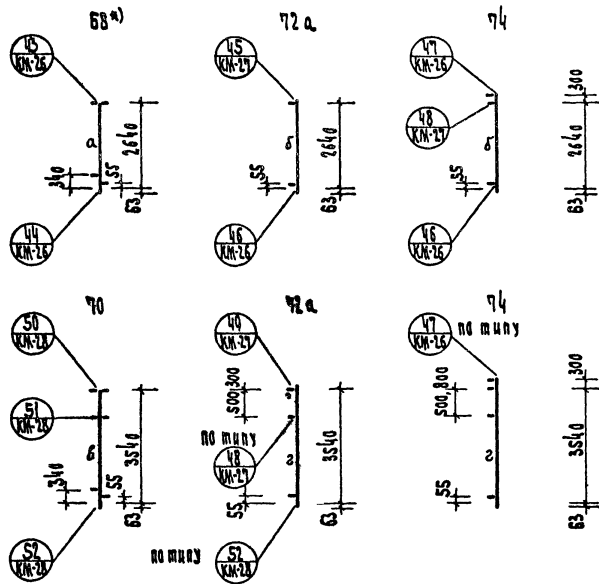 68*)
43
КМ-26
а
340
55
2640
63
44
КМ-26
72а
45
КМ-27
б
55
2640
63
46
КМ-26
74
47
КМ-26
48
КМ-27
б
55
300
2640
63
46
КМ-26
70
50
КМ-28
51
КМ-28
в
340
55
3540
63
52
КМ-28
72а
49
КМ-27
500,300
г
по типу
48
КМ-27
55
3540
63
по типу
52
КМ-28
74
47
КМ-26
по типу
500,800
г
55
300
3540
63